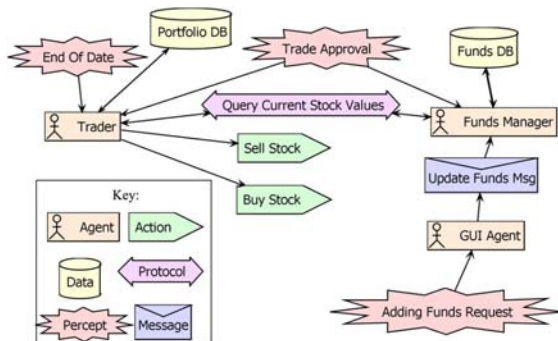 Portfolio DB
Trade Approval
Funds DB
End Of Date
Trader
Query Current Stock Values
Funds Manager
Sell Stock
Update Funds Msg
Buy Stock
GUI Agent
Adding Funds Request
Key:
Agent
Action
Data
Protocol
Percept
Message